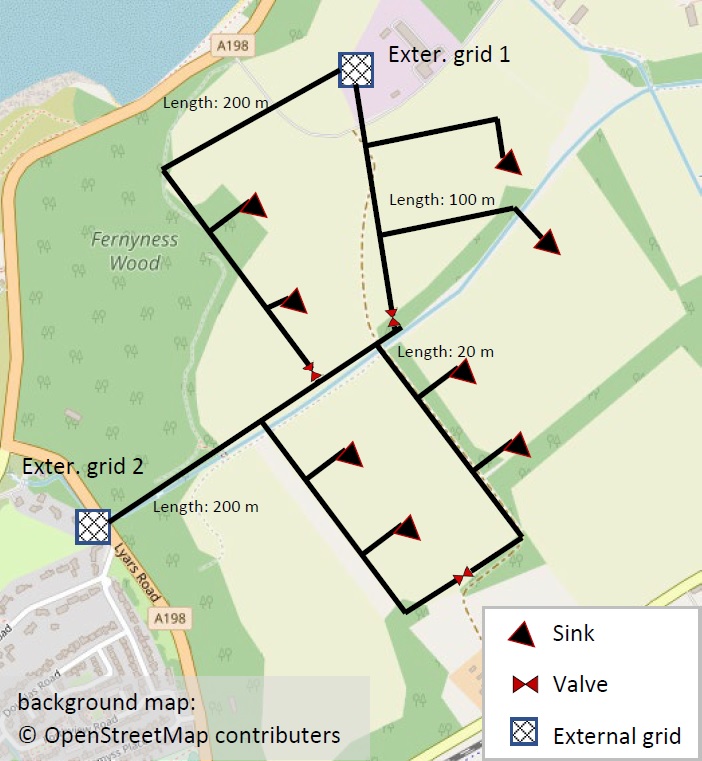 A198
Exter. grid 1
Length: 200 m
Length: 100 m
Fernyness
Wood
Length: 20 m
Exter. grid 2
Length: 200 m
Lyars Road
A198
Sink
Valve
External grid
Road
background map:
© OpenStreetMap contributers